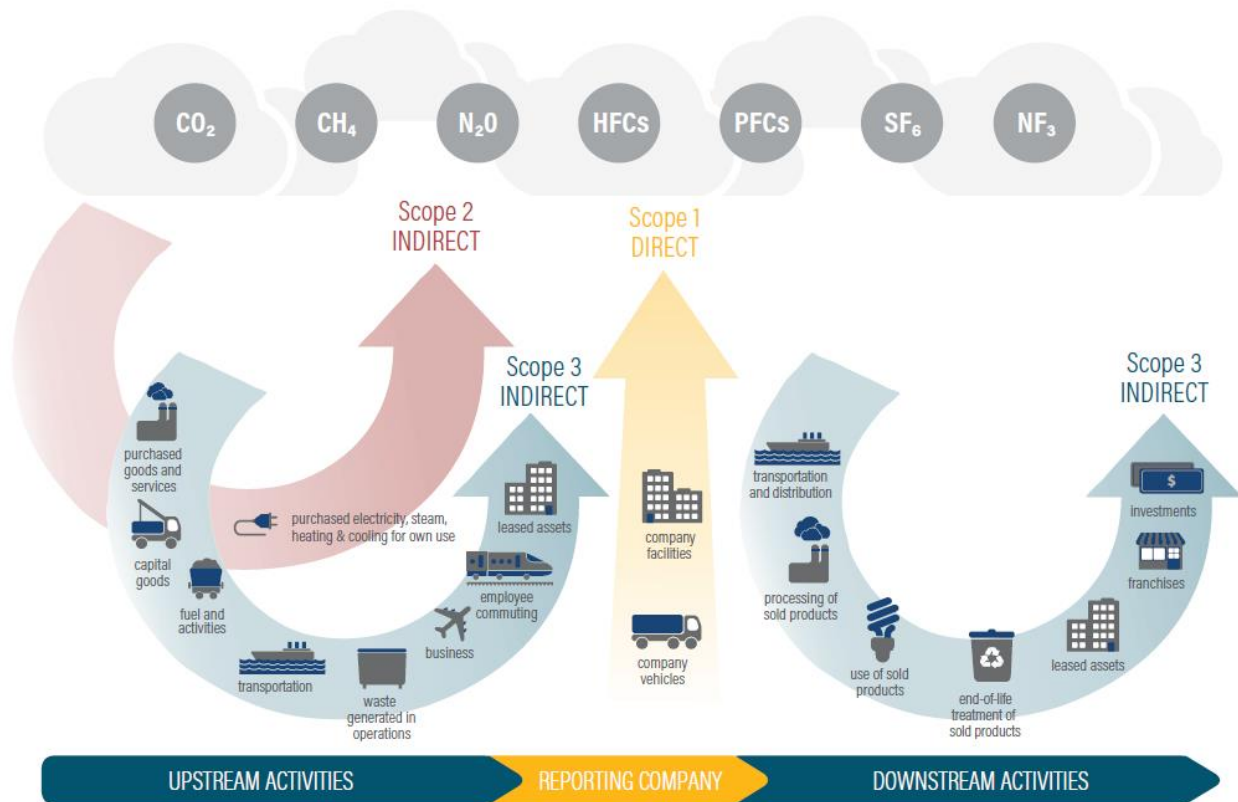 CO₂
CH₄
N₂O
HFCs
PFCs
SF₆
NF₃
Scope 2
INDIRECT
Scope 1
DIRECT
Scope 3
INDIRECT
Scope 3
INDIRECT
purchased
goods and
services
capital
goods
fuel and
activities
purchased electricity, steam,
heating & cooling for own use
transportation
waste
generated in
operations
business
employee
commuting
leased assets
company
facilities
company
vehicles
transportation
and distribution
processing of
sold products
use of sold
products
end-of-life
treatment of
sold products
leased assets
franchises
$
investments
UPSTREAM ACTIVITIES
REPORTING COMPANY
DOWNSTREAM ACTIVITIES